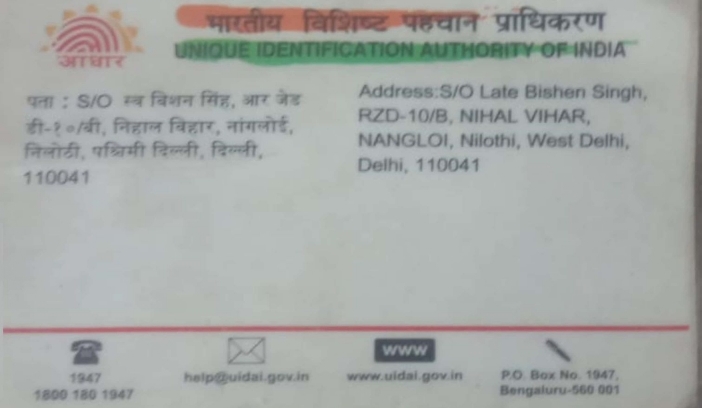 भारतीय विशिष्ट पहचान प्राधिकरण
UNIQUE IDENTIFICATION AUTHORITY OF INDIA
आधार
पता : S/O स्व बिशन सिंह, आर जेड
डी-१०/बी, निहाल विहार, नांगलोई,
निलोठी, पश्चिमी दिल्ली, दिल्ली,
110041
Address:S/O Late Bishen Singh,
RZD-10/B, NIHAL VIHAR,
NANGLOI, Nilothi, West Delhi,
Delhi, 110041
1947
1800 180 1947
help@uidai.gov.in
www
www.uidai.gov.in
P.O. Box No. 1947,
Bengaluru-560 001